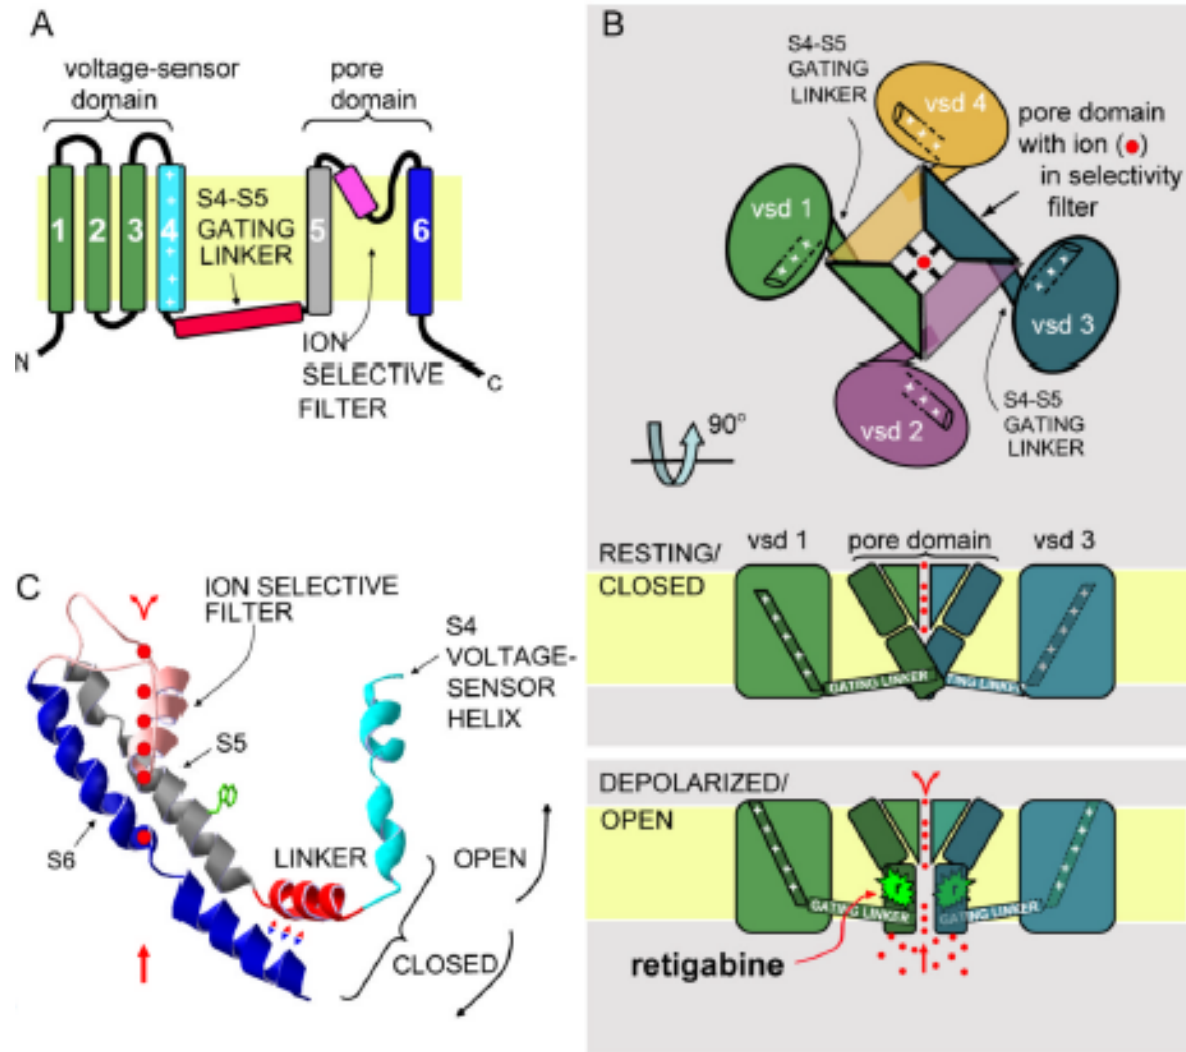 A
voltage-sensor
domain
pore
domain
1
2
3
4
5
6
S4-S5
GATING
LINKER
N
C
ION
SELECTIVE
FILTER
B
S4-S5
GATING
LINKER
vsd 4
pore domain
with ion ( )
in selectivity
filter
vsd 1
vsd 3
vsd 2
S4-S5
GATING
LINKER
90°
RESTING/
CLOSED
vsd 1
pore domain
vsd 3
GATING LINKER
TING LINKH
DEPOLARIZED/
OPEN
r
r
GATING LINKER
GATING LINKER
retigabine
C
ION SELECTIVE
FILTER
S4
VOLTAGE-
SENSOR
HELIX
S5
S6
LINKER
OPEN
CLOSED